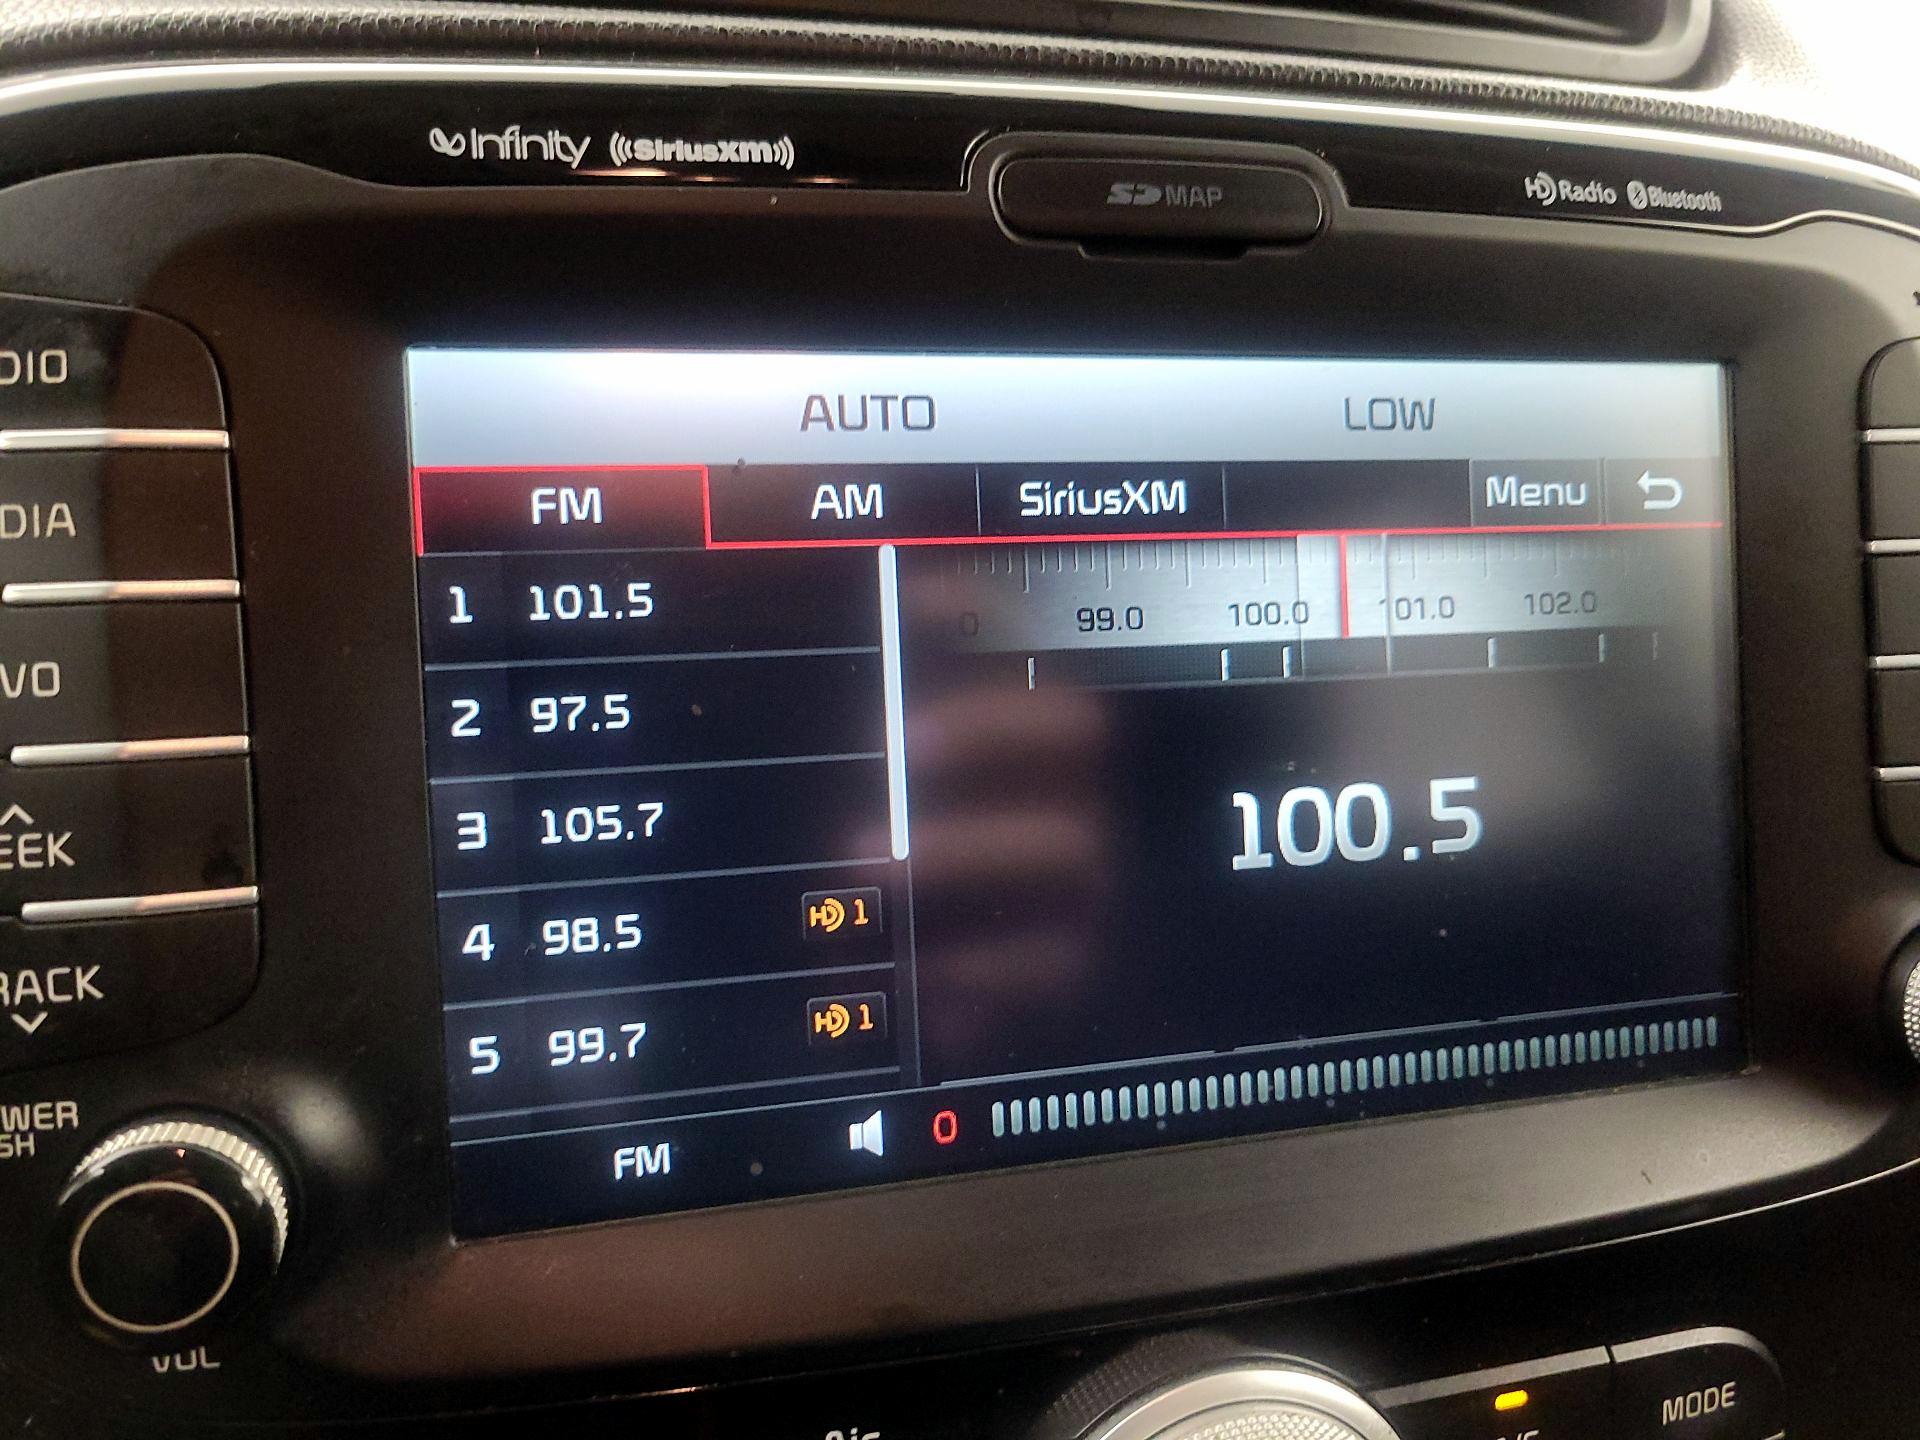 Infinity ((SiriusXM))
SD MAP
HD Radio Bluetooth
DIO
DIA
VO
EEK
RACK
WER
SH
VOL
AUTO LOW
FM AM SiriusXM Menu
1 101.5
2 97.5
3 105.7
4 98.5 HD 1
5 99.7 HD 1
0 99.0 100.0 101.0 102.0
100.5
FM 0
MODE